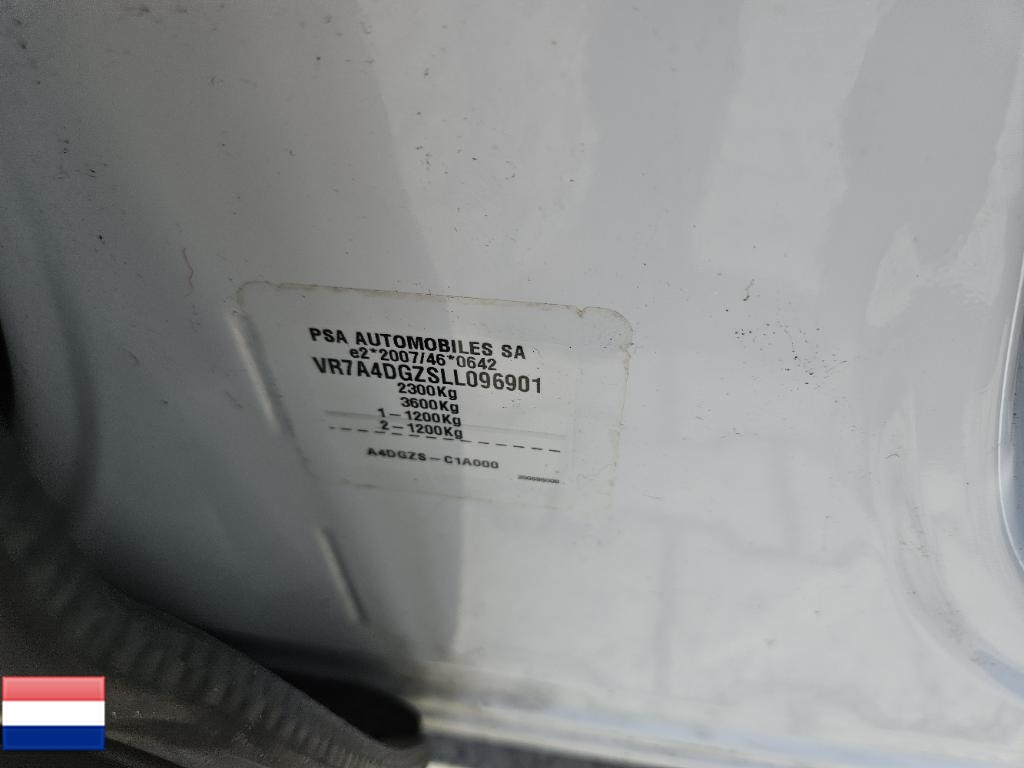 PSA AUTOMOBILES SA
e2*2007/46*0642
VR7A4DGZSLL096901
2300Kg
3600Kg
1-1200Kg
2-1200Kg
A4DGZS-C1A000